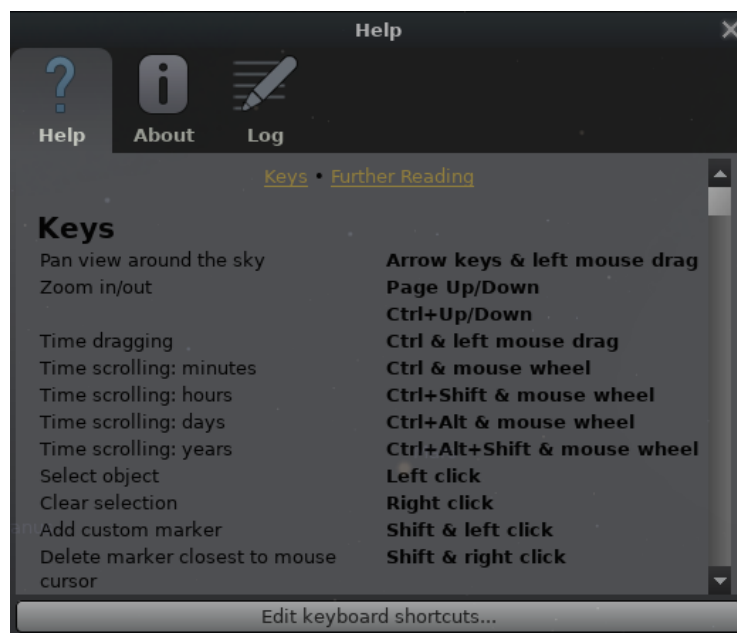 Help
Help About Log
Keys • Further Reading
Keys
Pan view around the sky Arrow keys & left mouse drag
Zoom in/out Page Up/Down
Ctrl+Up/Down
Time dragging Ctrl & left mouse drag
Time scrolling: minutes Ctrl & mouse wheel
Time scrolling: hours Ctrl+Shift & mouse wheel
Time scrolling: days Ctrl+Alt & mouse wheel
Time scrolling: years Ctrl+Alt+Shift & mouse wheel
Select object Left click
Clear selection Right click
Add custom marker Shift & left click
Delete marker closest to mouse Shift & right click
cursor
Edit keyboard shortcuts...